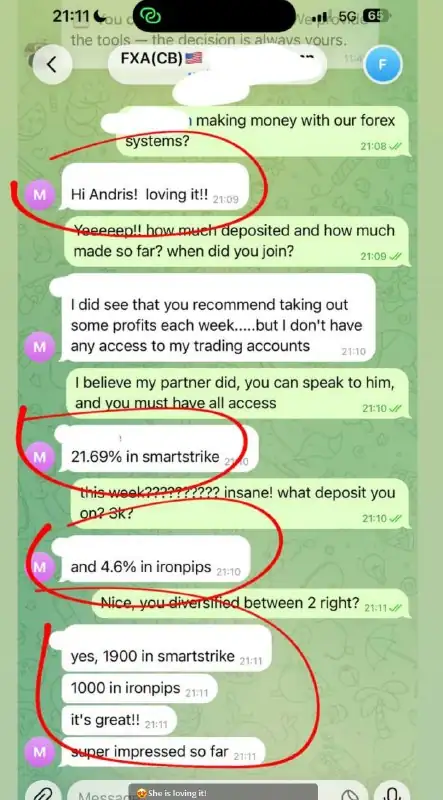 21:11
5G 65
the tools — the decision is always yours.
FXA(CB)🇺🇸
F
making money with our forex
systems?
21:08
M
Hi Andris! loving it!! 21:09
Yeeeeep!! how much deposited and how much
made so far? when did you join?
21:09
I did see that you recommend taking out
some profits each week.....but I don't have
any access to my trading accounts
21:10
M
I believe my partner did, you can speak to him,
and you must have all access
21:10
M
21.69% in smartstrike
this week?????????? insane! what deposit you
on? 3k?
21:10
M
and 4.6% in ironpips 21:10
Nice, you diversified between 2 right? 21:11
yes, 1900 in smartstrike 21:11
1000 in ironpips 21:11
it's great!! 21:11
M
super impressed so far 21:11
Message
😍She is loving it!